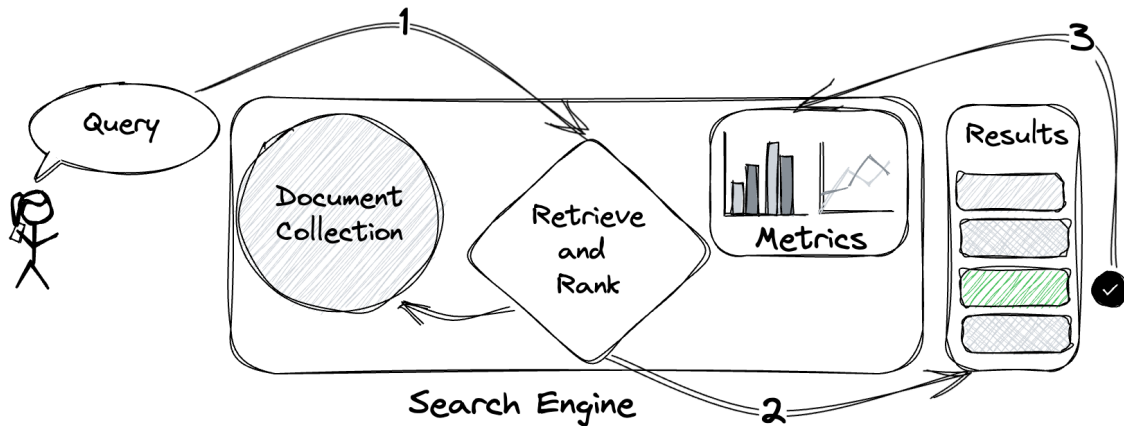 1
3
Query
Document
Collection
Retrieve
and
Rank
Metrics
Results
Search Engine
2